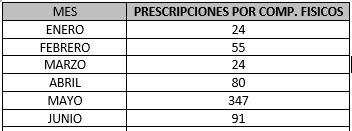 MES PRESCRIPCIONES POR COMP. FISICOS
ENERO 24
FEBRERO 55
MARZO 24
ABRIL 80
MAYO 347
JUNIO 91